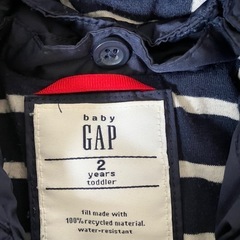 baby
GAP
2
years
toddler
fill made with
100% recycled material.
water-resistant